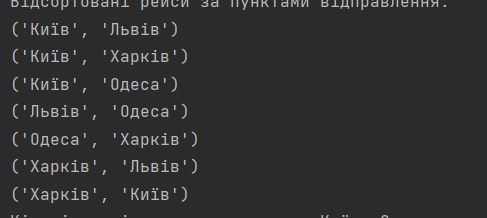 Відсортовані рейси за пунктами відправлення:
('Київ', 'Львів')
('Київ', 'Харків')
('Київ', 'Одеса')
('Львів', 'Одеса')
('Одеса', 'Харків')
('Харків', 'Львів')
('Харків', 'Київ')